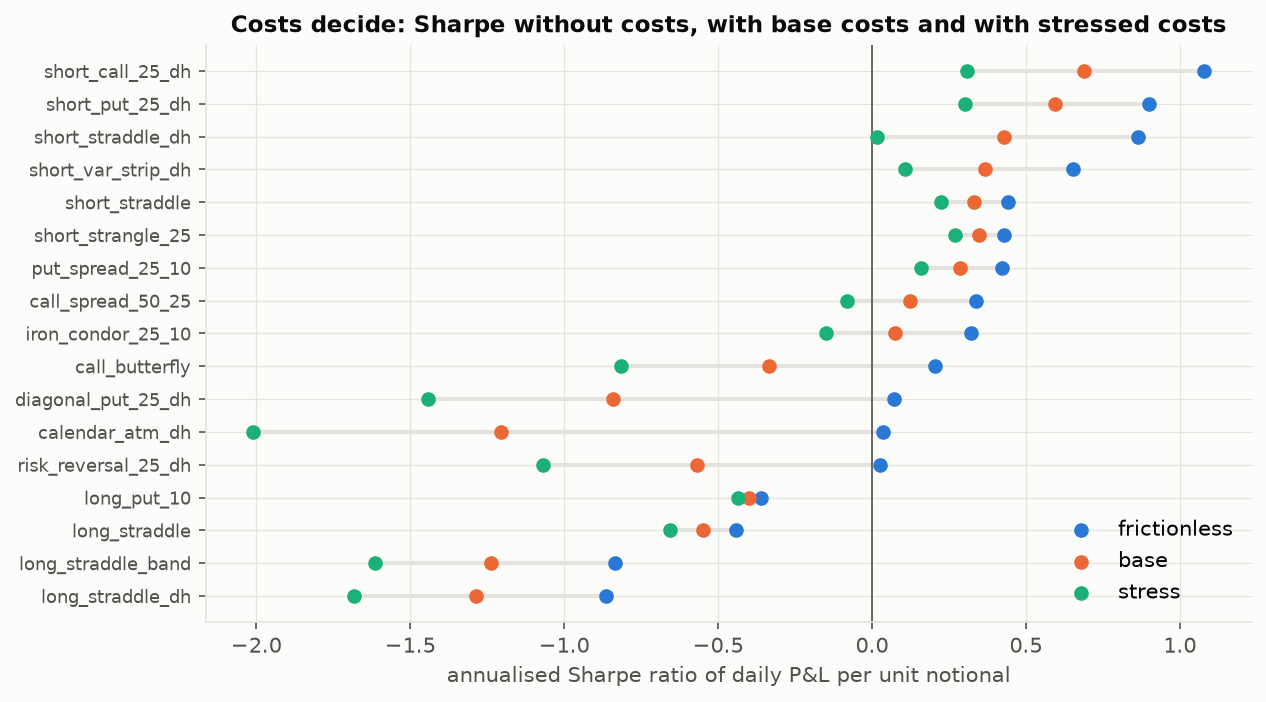 Costs decide: Sharpe without costs, with base costs and with stressed costs
short_call_25_dh
short_put_25_dh
short_straddle_dh
short_var_strip_dh
short_straddle
short_strangle_25
put_spread_25_10
call_spread_50_25
iron_condor_25_10
call_butterfly
diagonal_put_25_dh
calendar_atm_dh
risk_reversal_25_dh
long_put_10
long_straddle
long_straddle_band
long_straddle_dh
frictionless
base
stress
−2.0 −1.5 −1.0 −0.5 0.0 0.5 1.0
annualised Sharpe ratio of daily P&L per unit notional